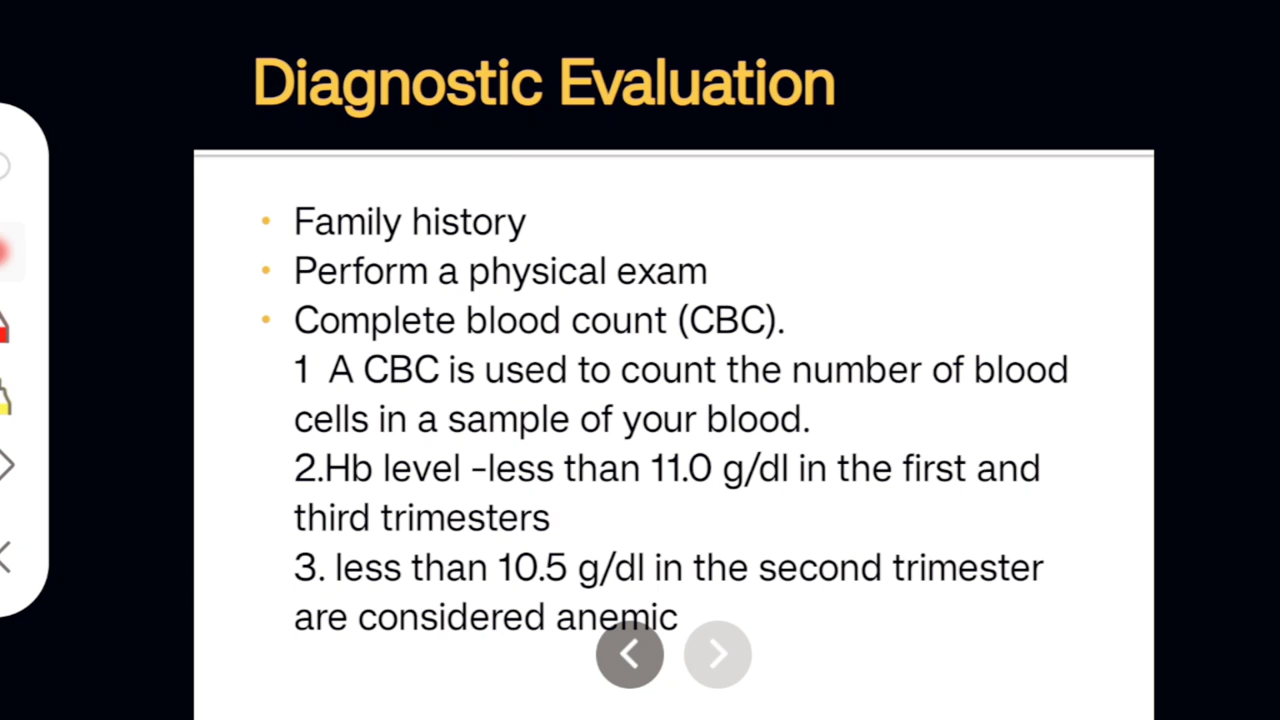 Diagnostic Evaluation
• Family history
• Perform a physical exam
• Complete blood count (CBC).
1 A CBC is used to count the number of blood
cells in a sample of your blood.
2.Hb level -less than 11.0 g/dl in the first and
third trimesters
3. less than 10.5 g/dl in the second trimester
are considered anemic